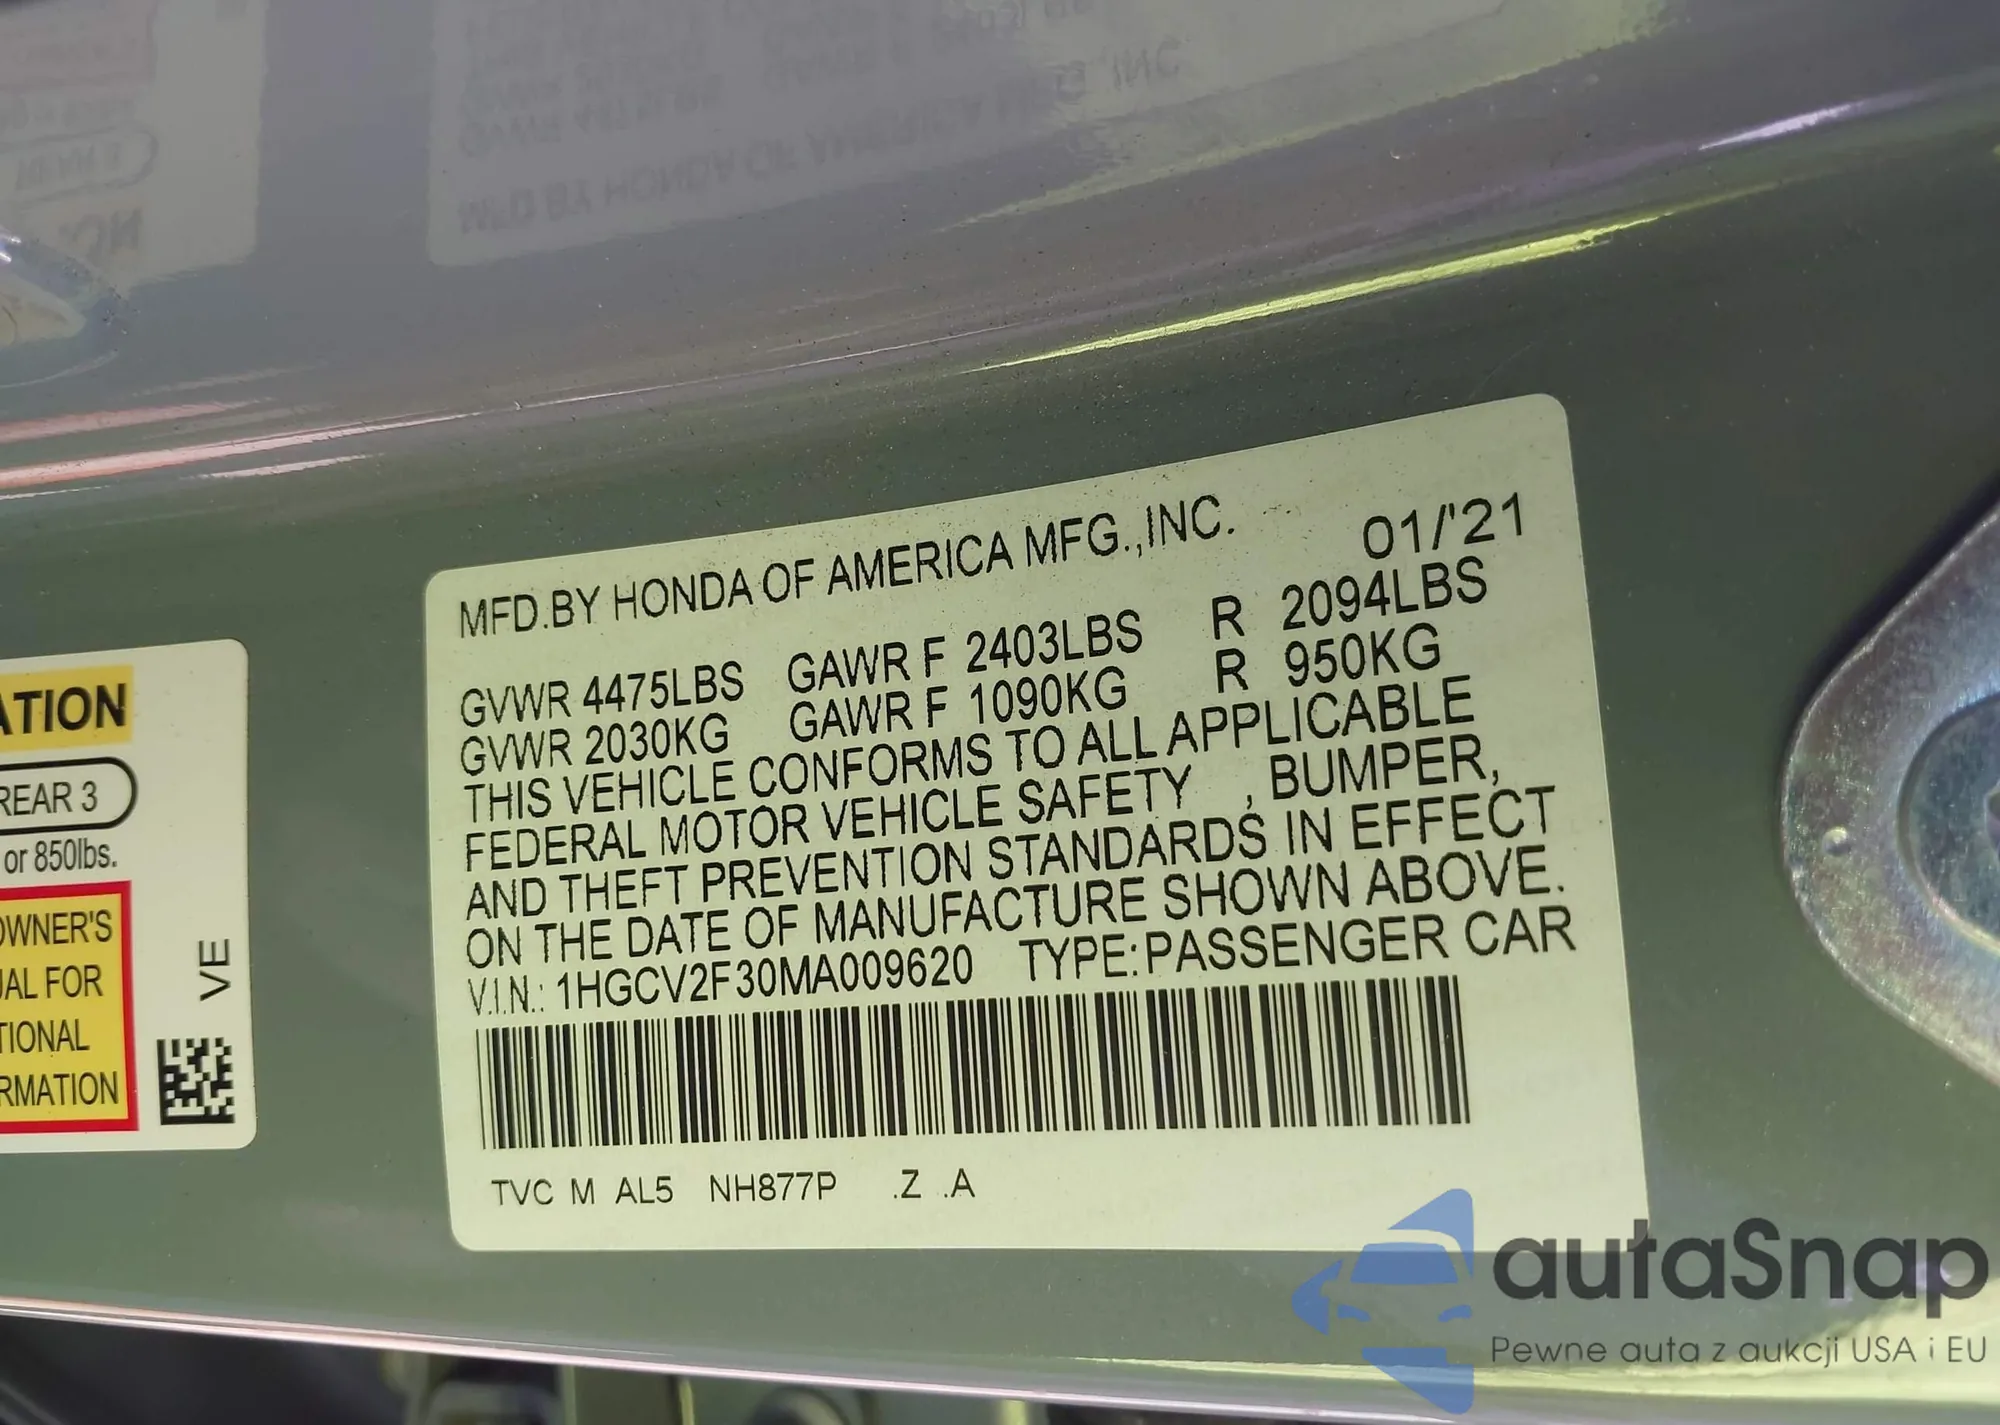 MFD.BY HONDA OF AMERICA MFG.,INC. 01/'21
GVWR 4475LBS GAWR F 2403LBS R 2094LBS
GVWR 2030KG GAWR F 1090KG R 950KG
THIS VEHICLE CONFORMS TO ALL APPLICABLE
FEDERAL MOTOR VEHICLE SAFETY , BUMPER,
AND THEFT PREVENTION STANDARDS IN EFFECT
ON THE DATE OF MANUFACTURE SHOWN ABOVE.
V.I.N.: 1HGCV2F30MA009620 TYPE:PASSENGER CAR
TVC M AL5 NH877P .Z .A
ATION
REAR 3
or 850lbs.
OWNER'S
UAL FOR
TIONAL
RMATION
VE
autaSnap
Pewne auta z aukcji USA i EU